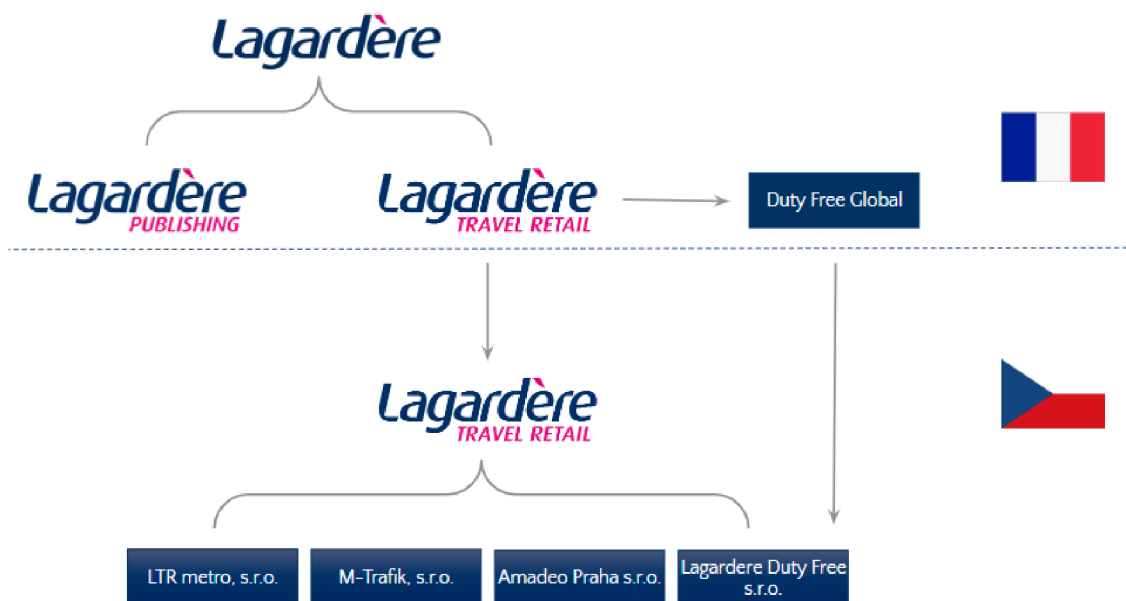 Lagardère
Lagardère
PUBLISHING
Lagardère
TRAVEL RETAIL
Duty Free Global
Lagardère
TRAVEL RETAIL
LTR metro, s.r.o.
M-Trafik, s.r.o.
Amadeo Praha s.r.o.
Lagardere Duty Free
s.r.o.